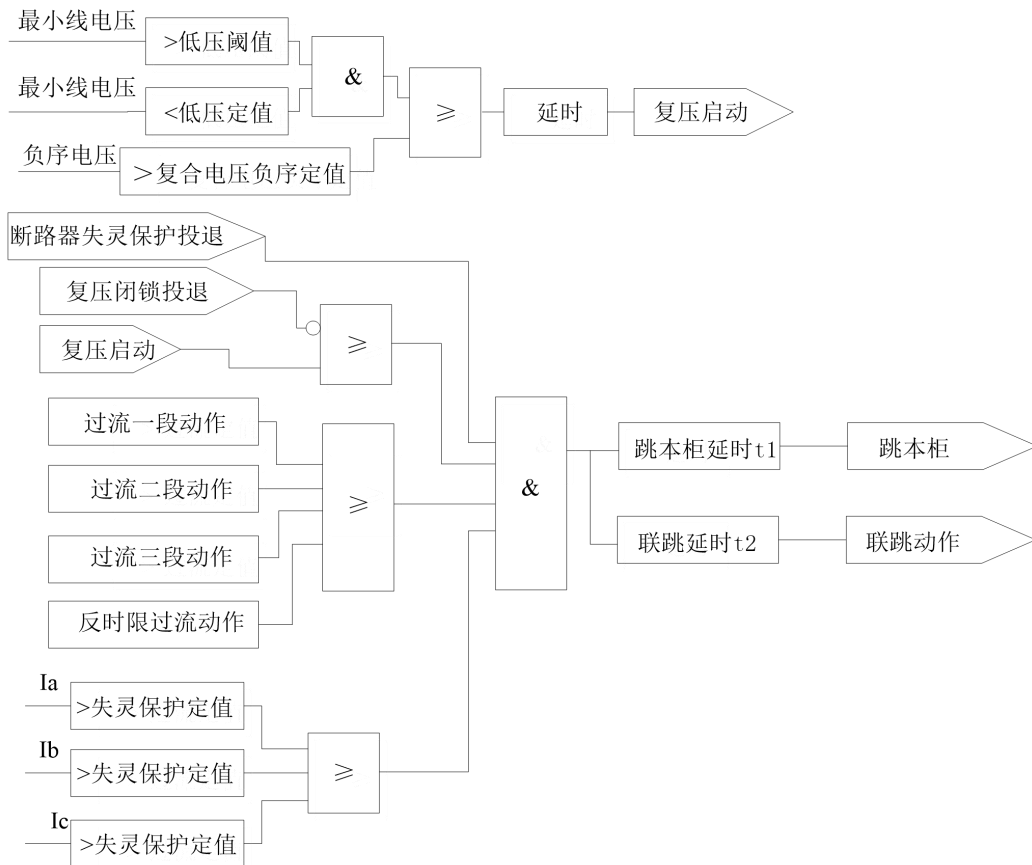 最小线电压
>低压阈值
最小线电压
<低压定值
&
≥
延时
复压启动
负序电压
>复合电压负序定值
断路器失灵保护投退
复压闭锁投退
复压启动
≥
过流一段动作
过流二段动作
过流三段动作
反时限过流动作
≥
&
跳本柜延时t1
跳本柜
联跳延时t2
联跳动作
Ia
>失灵保护定值
Ib
>失灵保护定值
Ic
>失灵保护定值
≥